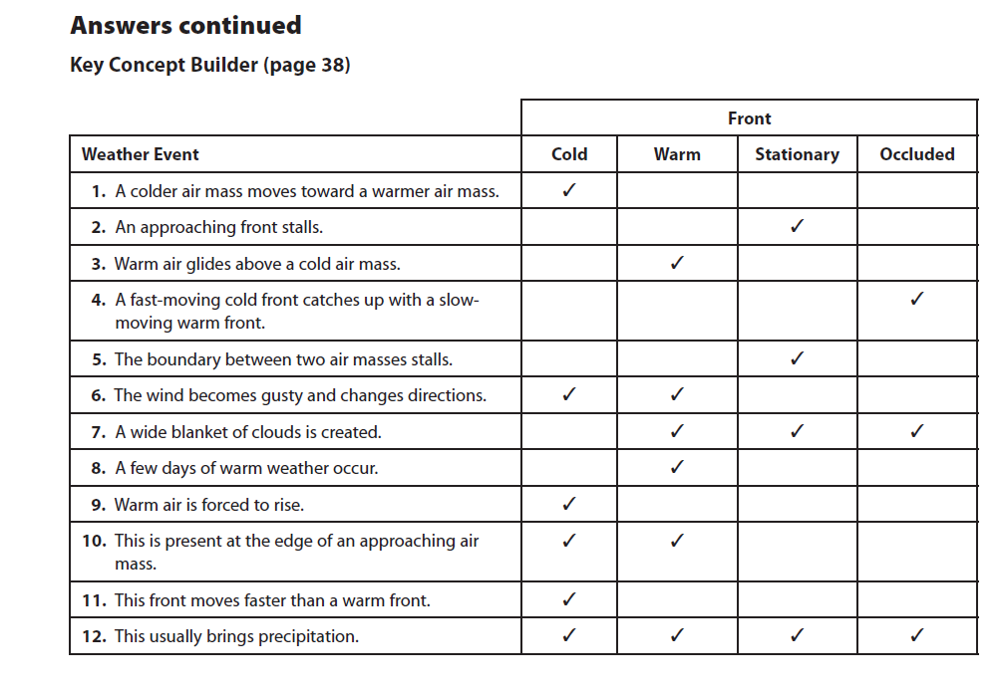 Answers continued
Key Concept Builder (page 38)
Front
Weather Event Cold Warm Stationary Occluded
1. A colder air mass moves toward a warmer air mass. ✓
2. An approaching front stalls. ✓
3. Warm air glides above a cold air mass. ✓
4. A fast-moving cold front catches up with a slow- ✓
moving warm front.
5. The boundary between two air masses stalls. ✓
6. The wind becomes gusty and changes directions. ✓ ✓
7. A wide blanket of clouds is created. ✓ ✓ ✓
8. A few days of warm weather occur. ✓
9. Warm air is forced to rise. ✓
10. This is present at the edge of an approaching air ✓ ✓
mass.
11. This front moves faster than a warm front. ✓
12. This usually brings precipitation. ✓ ✓ ✓ ✓